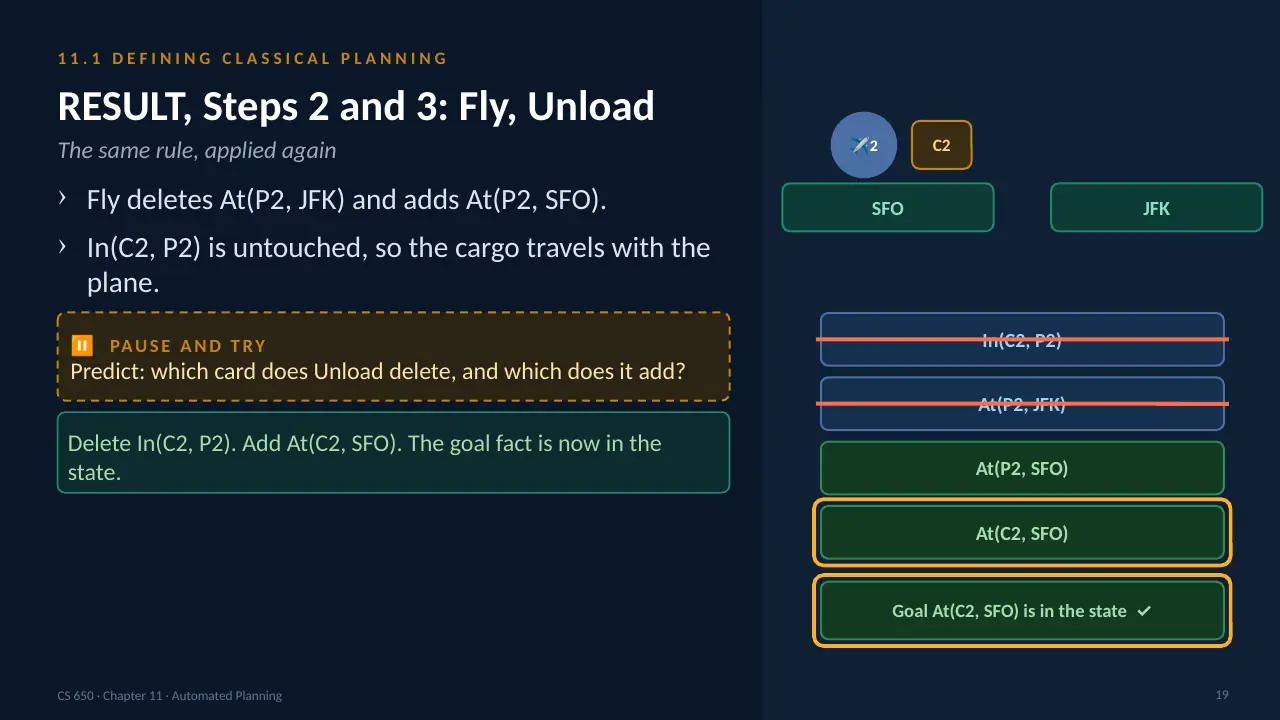 11.1 DEFINING CLASSICAL PLANNING
RESULT, Steps 2 and 3: Fly, Unload
The same rule, applied again
› Fly deletes At(P2, JFK) and adds At(P2, SFO).
› In(C2, P2) is untouched, so the cargo travels with the
plane.
⏸️ PAUSE AND TRY
Predict: which card does Unload delete, and which does it add?
Delete In(C2, P2). Add At(C2, SFO). The goal fact is now in the
state.
✈️2
C2
SFO
JFK
In(C2, P2)
At(P2, JFK)
At(P2, SFO)
At(C2, SFO)
Goal At(C2, SFO) is in the state ✓
CS 650 · Chapter 11 · Automated Planning
19